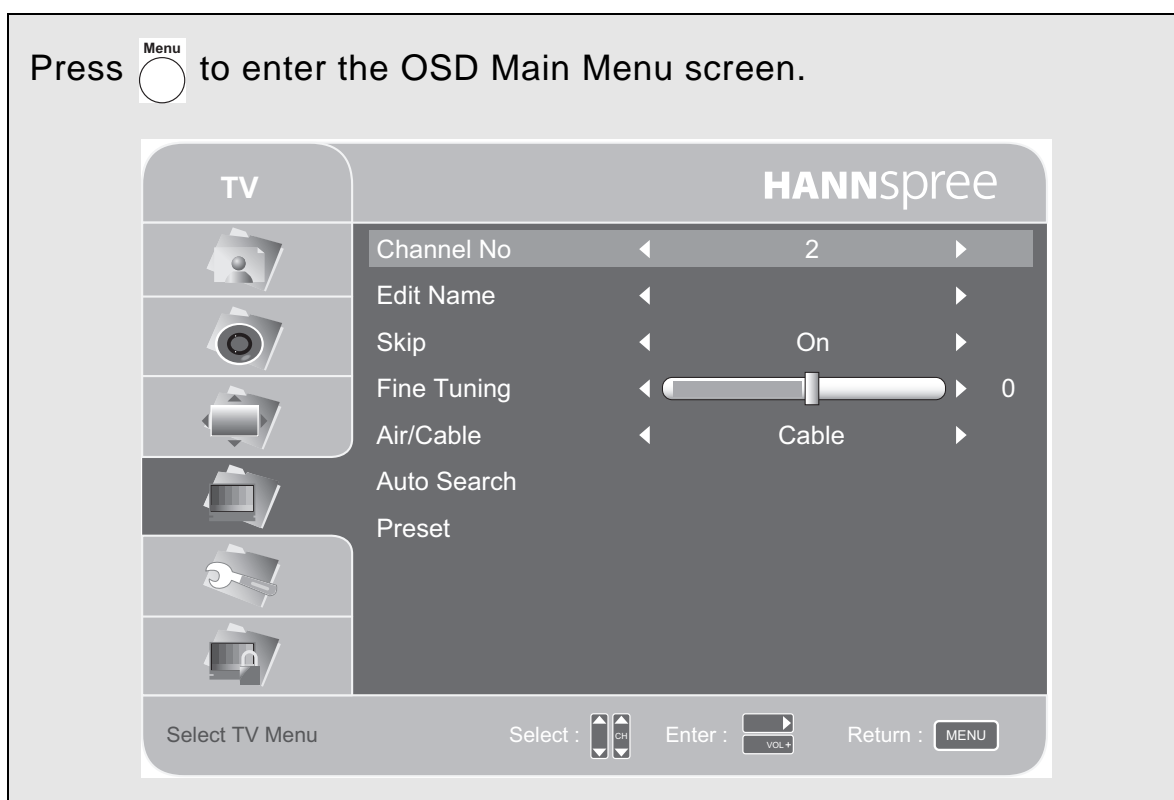 Press Menu to enter the OSD Main Menu screen.
TV
HANNspree
Channel No 2
Edit Name
Skip On
Fine Tuning 0
Air/Cable Cable
Auto Search
Preset
Select TV Menu Select : CH Enter : VOL+ Return : MENU